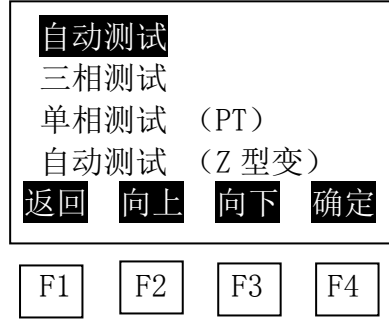 自动测试
三相测试
单相测试 （PT）
自动测试 （Z 型变）
返回 向上 向下 确定
F1 F2 F3 F4